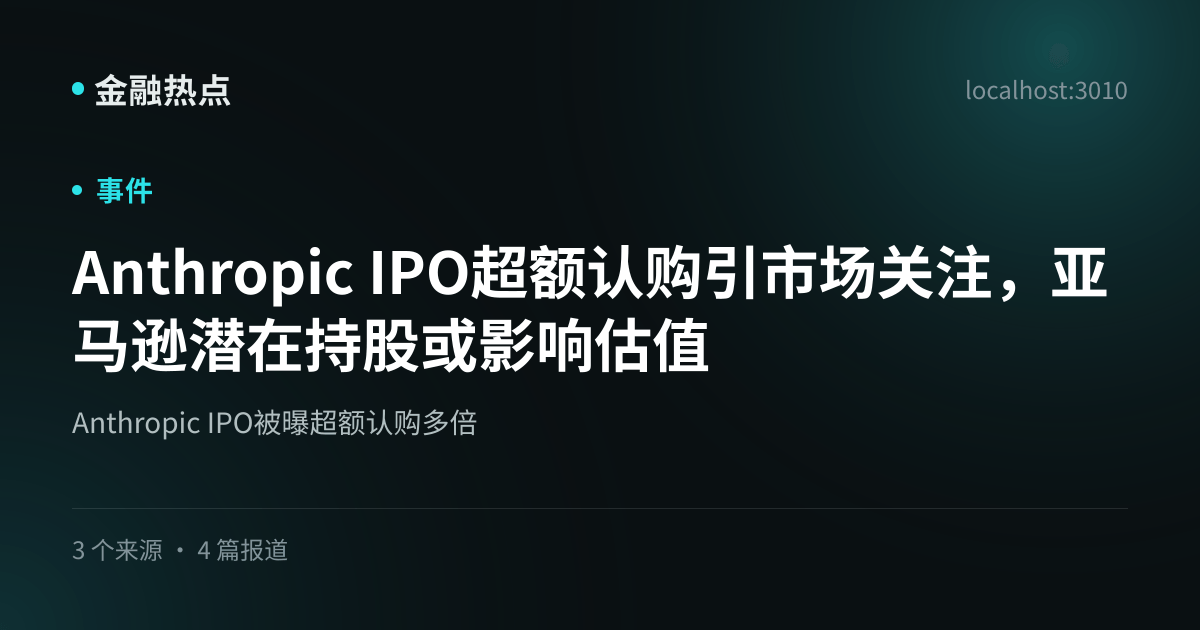 金融热点
localhost:3010
事件
Anthropic IPO超额认购引市场关注，亚
马逊潜在持股或影响估值
Anthropic IPO被曝超额认购多倍
3 个来源 · 4 篇报道